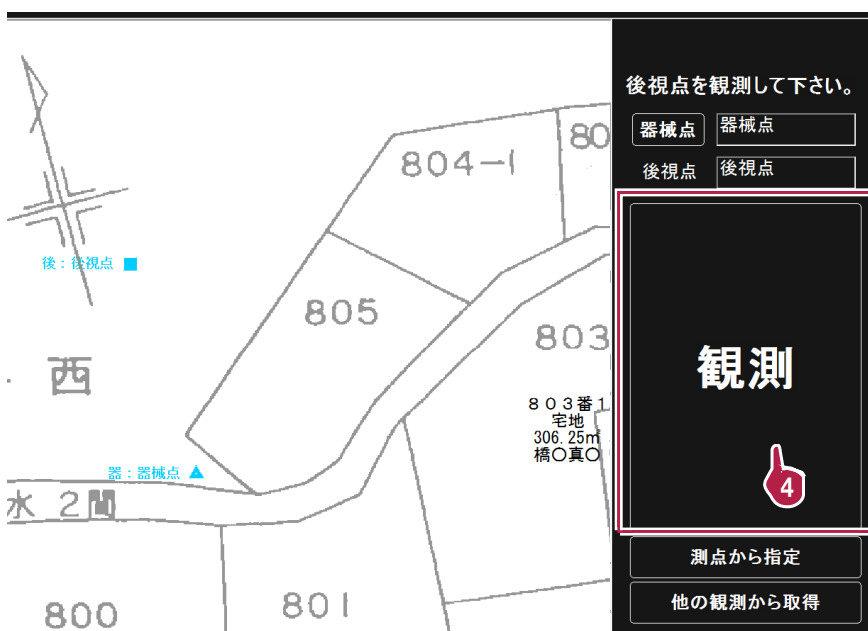 後視点を観測して下さい。
器械点 器械点
後視点 後視点
観測
4
測点から指定
他の観測から取得
804-1
80
後：後視点
805
803
西
８０３番１
宅地
306.25㎡
橋〇真〇
器：器械点
水 2間
800
801